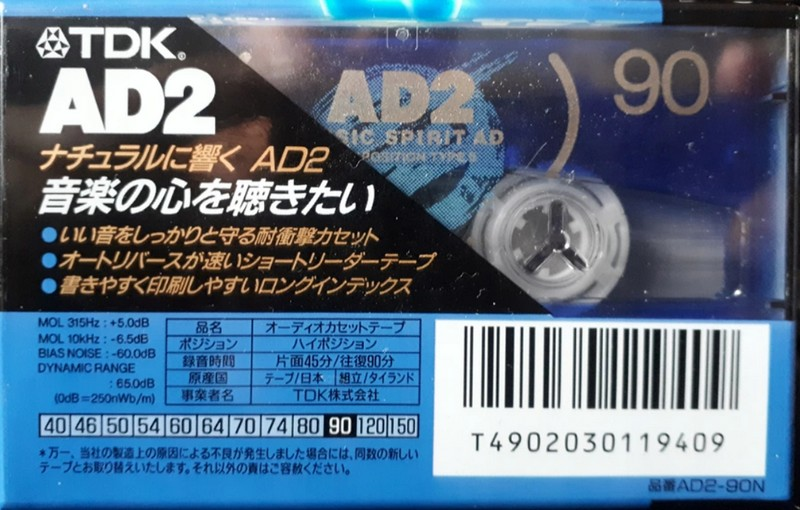 TDK®
AD2
ナチュラルに響く AD2
音楽の心を聴きたい
●いい音をしっかりと守る耐衝撃カセット
●オートリバースが速いショートリーダーテープ
●書きやすく印刷しやすいロングインデックス
AD2
SIC SPIRIT AD
POSITION TYPE II
90
MOL 315Hz : +5.0dB
MOL 10kHz : -6.5dB
BIAS NOISE : -60.0dB
DYNAMIC RANGE
: 65.0dB
(0dB=250nWb/m)
品名 オーディオカセットテープ
ポジション ハイポジション
録音時間 片面45分/往復90分
原産国 テープ/日本 組立/タイランド
事業者名 TDK株式会社
40 46 50 54 60 64 70 74 80 90 120 150
*万一、当社の製造上の原因による不良が発生しました場合には、同数の新しい
テープとお取り替えいたします。それ以外の責はご容赦ください。
T4902030119409
品番AD2-90N